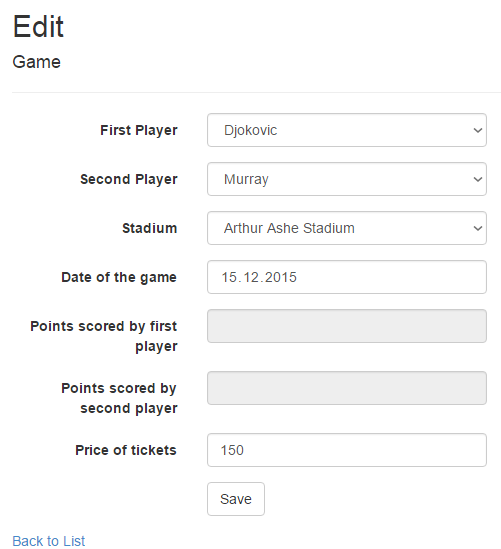 Edit
Game
First Player
Djokovic
Second Player
Murray
Stadium
Arthur Ashe Stadium
Date of the game
15.12.2015
Points scored by first
player
Points scored by
second player
Price of tickets
150
Save
Back to List